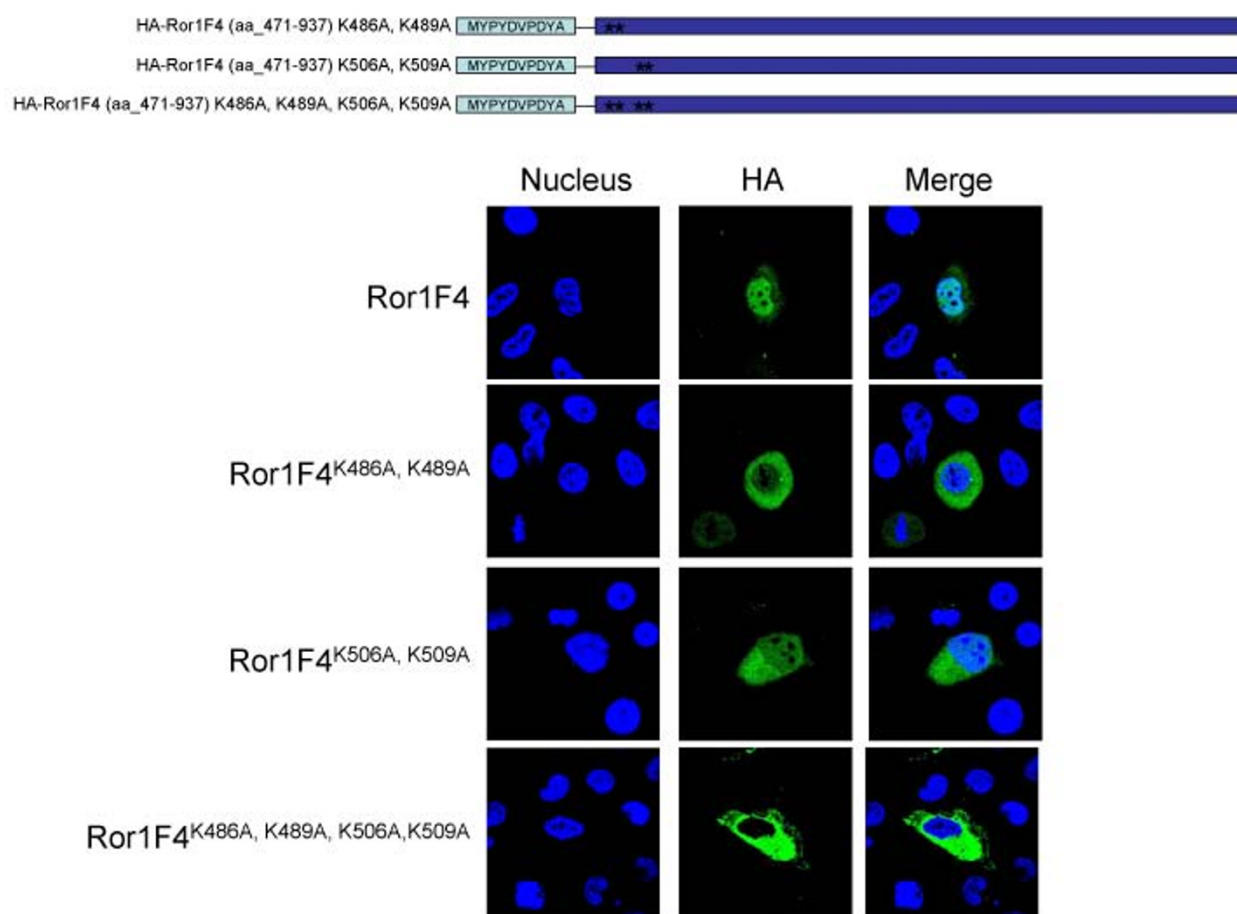 HA-Ror1F4 (aa_471-937) K486A, K489A MYPYDVPDYA **
HA-Ror1F4 (aa_471-937) K506A, K509A MYPYDVPDYA **
HA-Ror1F4 (aa_471-937) K486A, K489A, K506A, K509A MYPYDVPDYA ** **
Nucleus HA Merge
Ror1F4
Ror1F4K486A, K489A
Ror1F4K506A, K509A
Ror1F4K486A, K489A, K506A,K509A